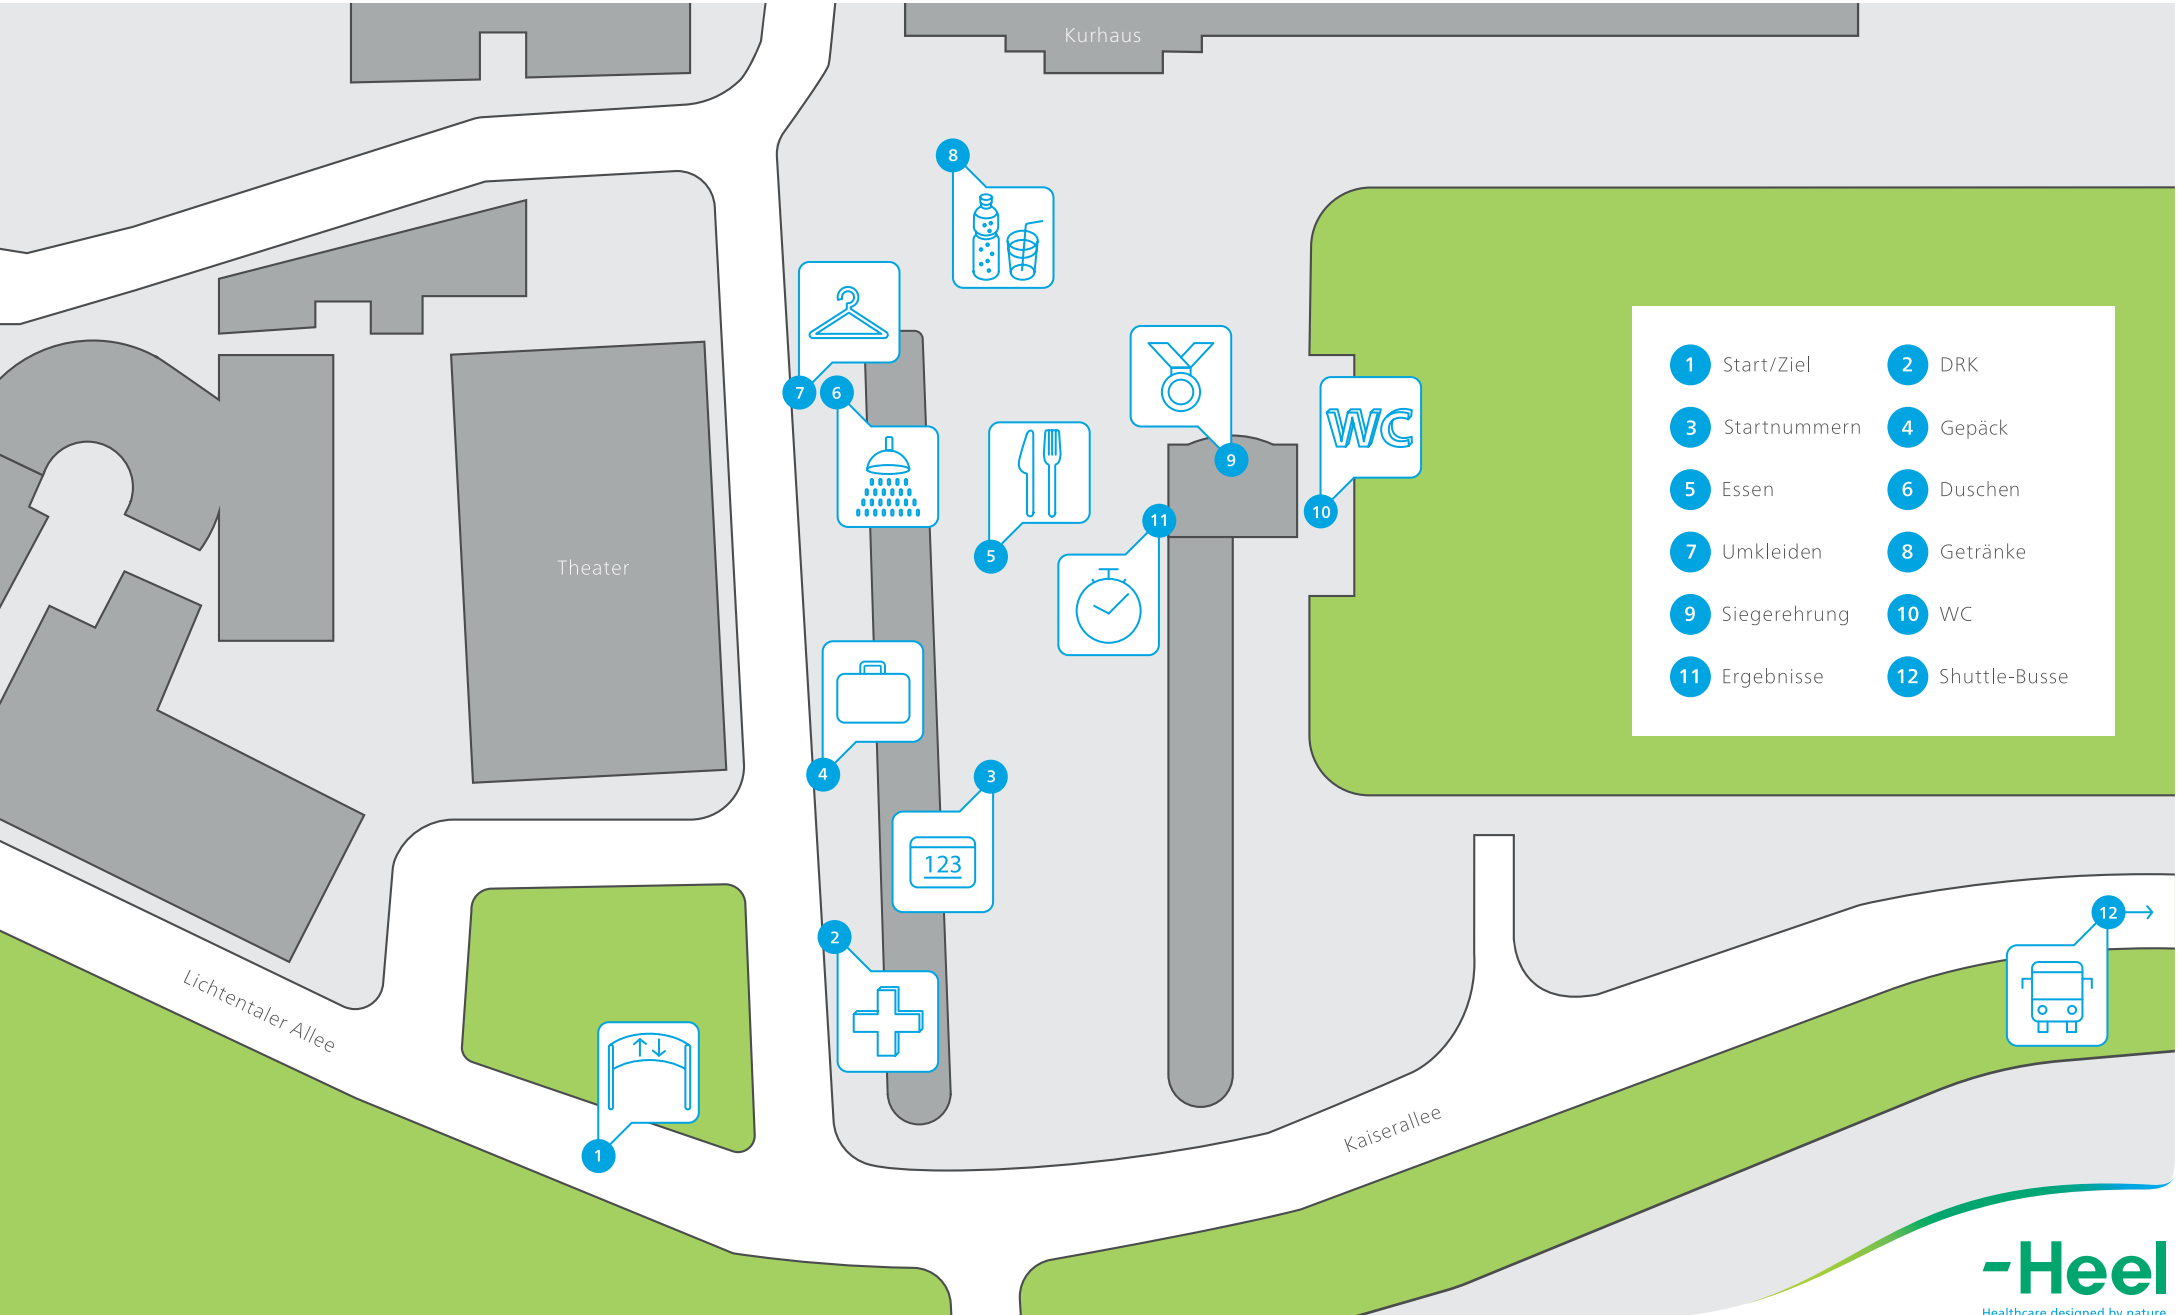 Kurhaus
8
7
6
9
WC
10
11
5
Theater
4
3
123
2
1
12
Lichtentaler Allee
Kaiserallee
1 Start/Ziel
2 DRK
3 Startnummern
4 Gepäck
5 Essen
6 Duschen
7 Umkleiden
8 Getränke
9 Siegerehrung
10 WC
11 Ergebnisse
12 Shuttle-Busse
-Heel
Healthcare designed by nature